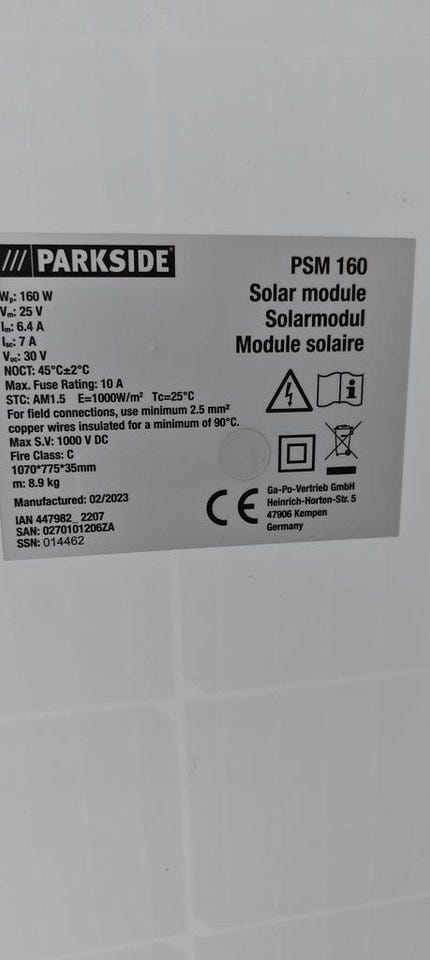 /// PARKSIDE®
PSM 160
Solar module
Solarmodul
Module solaire
Wp: 160 W
Vm: 25 V
Im: 6.4 A
Isc: 7 A
Voc: 30 V
NOCT: 45°C±2°C
Max. Fuse Rating: 10 A
STC: AM1.5 E=1000W/m² Tc=25°C
For field connections, use minimum 2.5 mm²
copper wires insulated for a minimum of 90°C.
Max S.V: 1000 V DC
Fire Class: C
1070*775*35mm
m: 8.9 kg
Manufactured: 02/2023
IAN 447982_ 2207
SAN: 0270101206ZA
SSN: 014462
i
CE
Ga-Po-Vertrieb GmbH
Heinrich-Horten-Str. 5
47906 Kempen
Germany